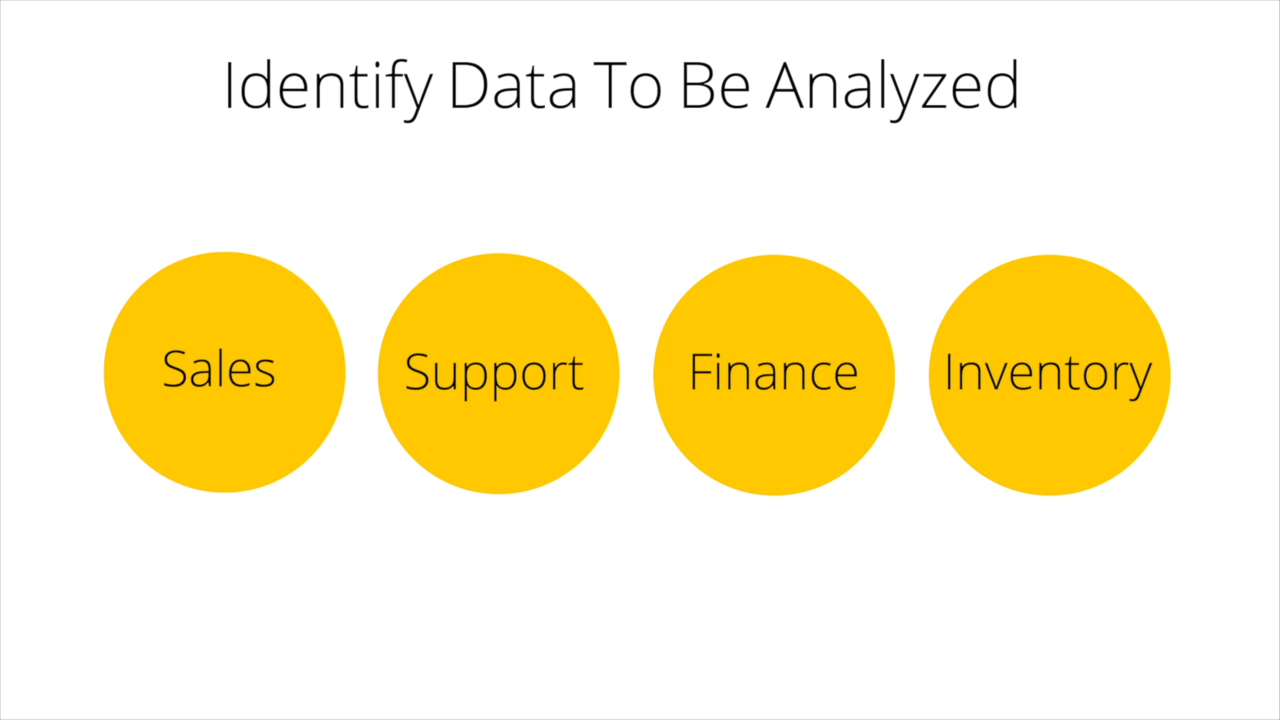 Identify Data To Be Analyzed
Sales
Support
Finance
Inventory